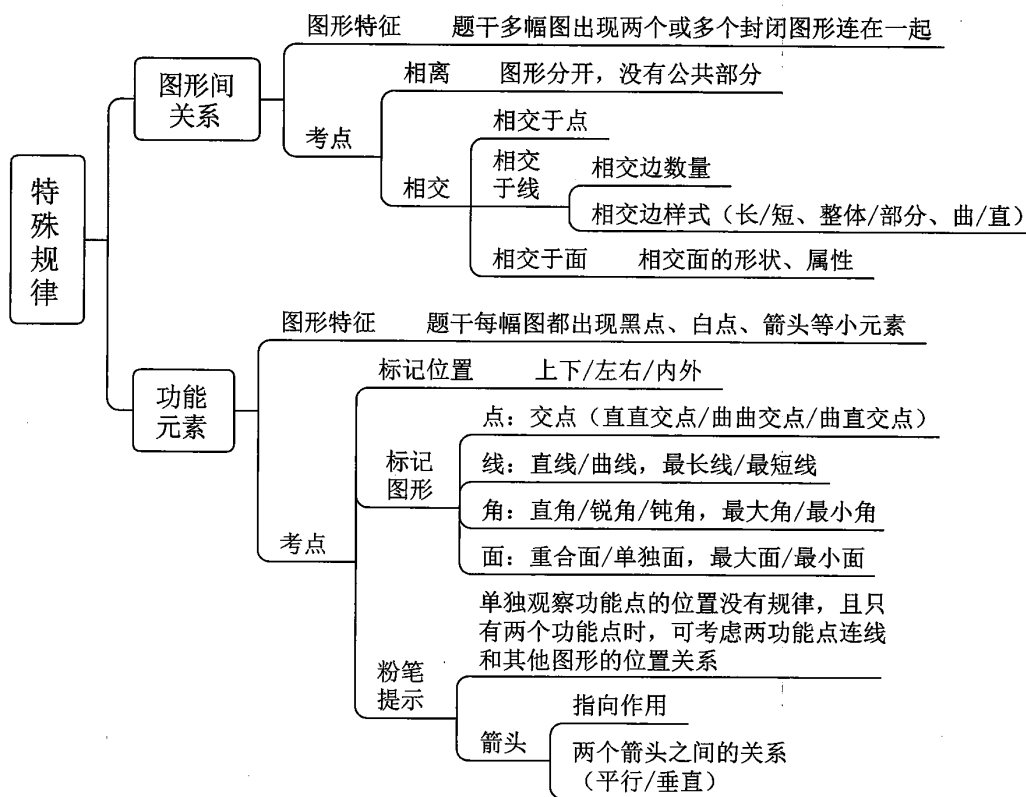 特殊规律
图形间
关系
图形特征 题干多幅图出现两个或多个封闭图形连在一起
考点
相离 图形分开，没有公共部分
相交
相交于点
相交
于线
相交边数量
相交边样式（长/短、整体/部分、曲/直）
相交于面 相交面的形状、属性
功能
元素
图形特征 题干每幅图都出现黑点、白点、箭头等小元素
考点
标记位置 上下/左右/内外
标记
图形
点：交点（直直交点/曲曲交点/曲直交点）
线：直线/曲线，最长线/最短线
角：直角/锐角/钝角，最大角/最小角
面：重合面/单独面，最大面/最小面
粉笔
提示
单独观察功能点的位置没有规律，且只
有两个功能点时，可考虑两功能点连线
和其他图形的位置关系
箭头
指向作用
两个箭头之间的关系
（平行/垂直）